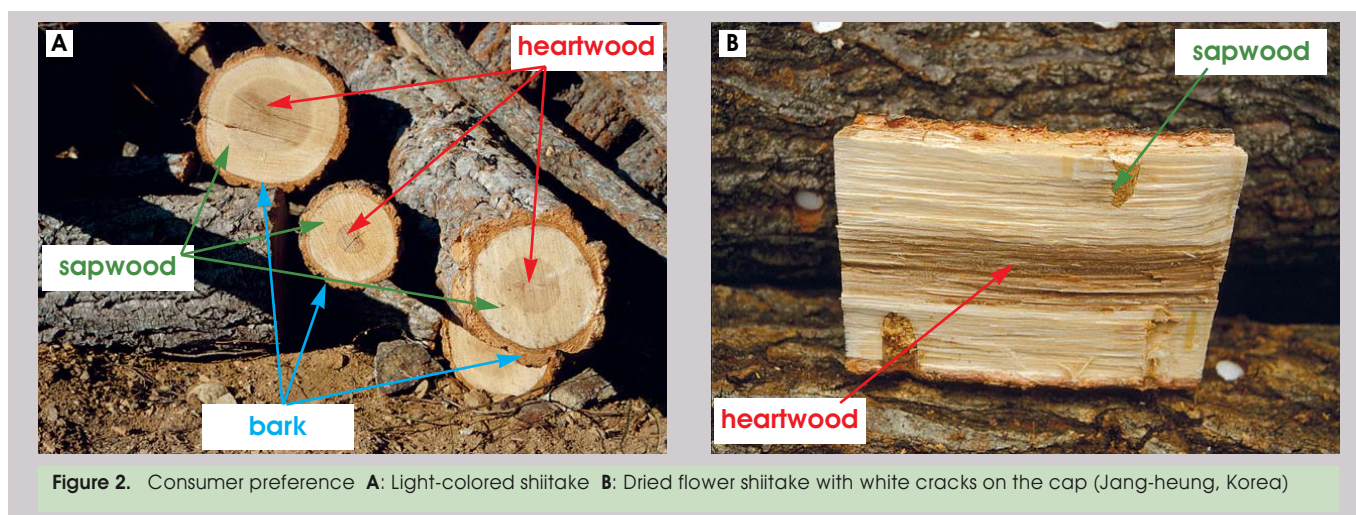 A
heartwood
sapwood
bark
B
sapwood
heartwood
Figure 2. Consumer preference A: Light-colored shiitake B: Dried flower shiitake with white cracks on the cap (Jang-heung, Korea)